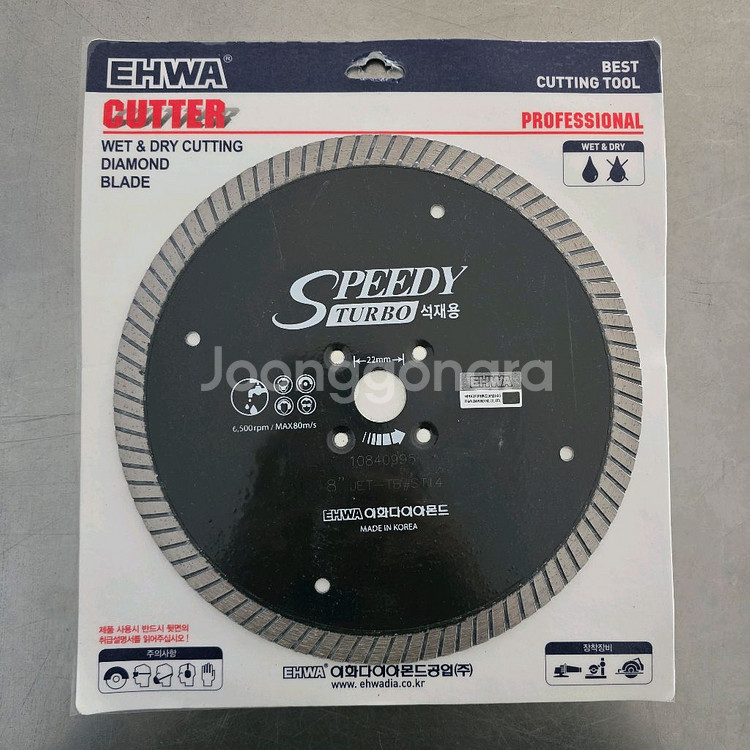 EHWA®
BEST
CUTTING TOOL
CUTTER
PROFESSIONAL
WET & DRY CUTTING
DIAMOND
BLADE
WET & DRY
SPEEDY
TURBO 석재용
22mm
Joonggonara
EHWA
6,500rpm / MAX80m/s
10840995
8" JET-TB#ST14
EHWA 이화다이아몬드
MADE IN KOREA
제품 사용시 반드시 뒷면의
취급설명서를 읽어주십시오!
주의사항
장착장비
EHWA 이화다이아몬드공업(주)
www.ehwadia.co.kr